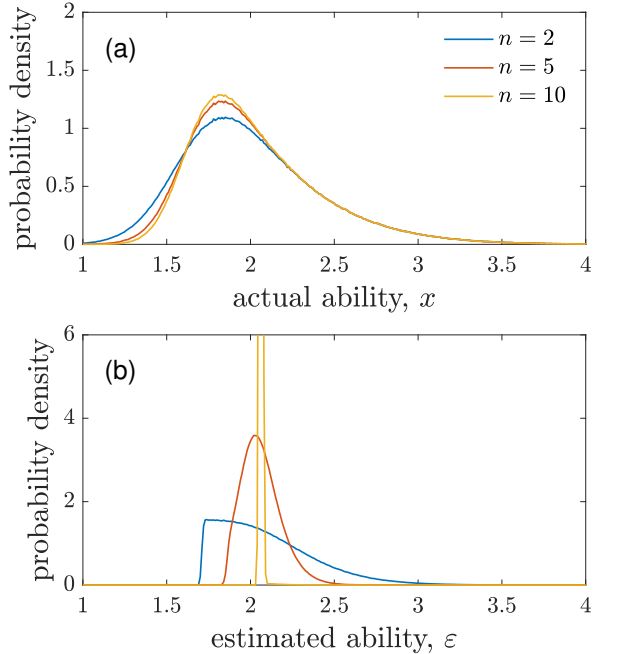 2
(a)
n = 2
1.5
n = 5
n = 10
1
0.5
0
probability density
1 1.5 2 2.5 3 3.5 4
actual ability, x
6
(b)
4
2
0
probability density
1 1.5 2 2.5 3 3.5 4
estimated ability, ε